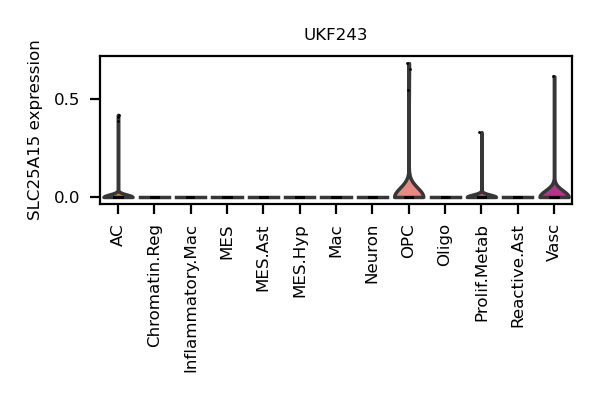 UKF243
SLC25A15 expression
0.5
0.0
AC
Chromatin.Reg
Inflammatory.Mac
MES
MES.Ast
MES.Hyp
Mac
Neuron
OPC
Oligo
Prolif.Metab
Reactive.Ast
Vasc